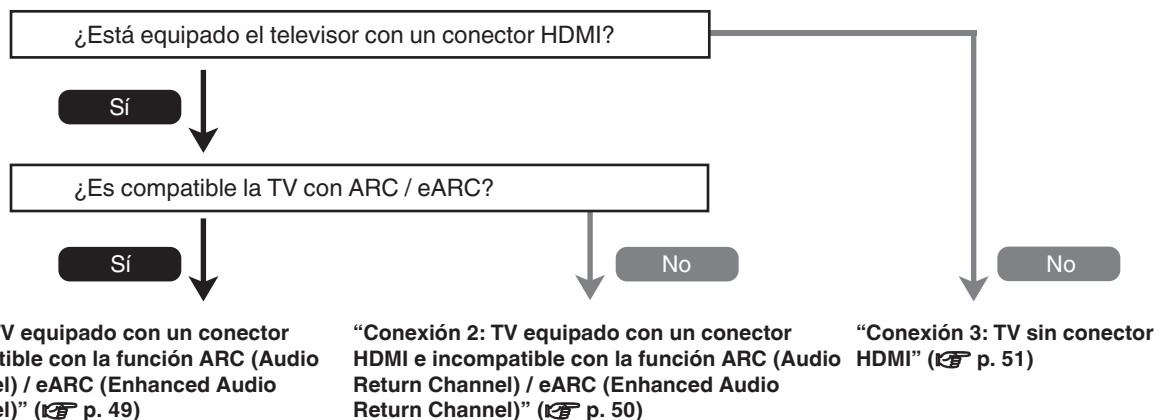 ¿Está equipado el televisor con un conector HDMI?
Sí
¿Es compatible la TV con ARC / eARC?
Sí
No
No
equipado con un conector
con la función ARC (Audio
/ eARC (Enhanced Audio
p. 49)
“Conexión 2: TV equipado con un conector
HDMI e incompatible con la función ARC (Audio
Return Channel) / eARC (Enhanced Audio
Return Channel)” (☞ p. 50)
“Conexión 3: TV sin conector
HDMI” (☞ p. 51)